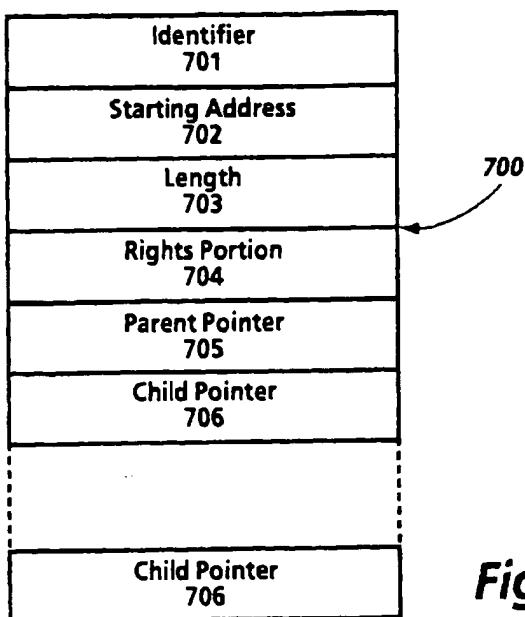 Identifier
701
Starting Address
702
Length
703
700
Rights Portion
704
Parent Pointer
705
Child Pointer
706
Child Pointer
706
Fig